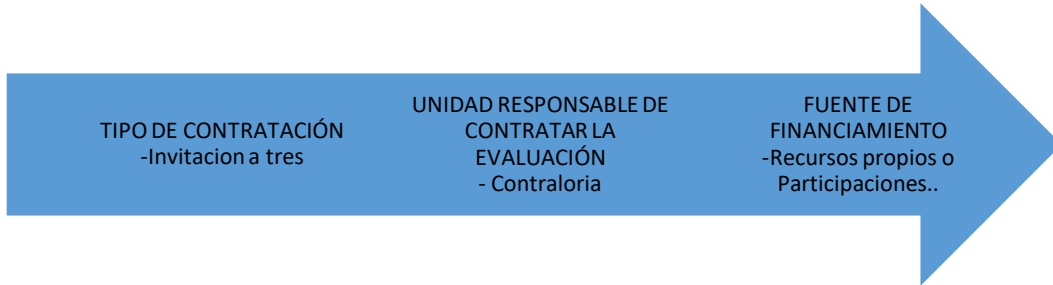 TIPO DE CONTRATACIÓN
-Invitacion a tres
UNIDAD RESPONSABLE DE
CONTRATAR LA
EVALUACIÓN
- Contraloria
FUENTE DE
FINANCIAMIENTO
-Recursos propios o
Participaciones..